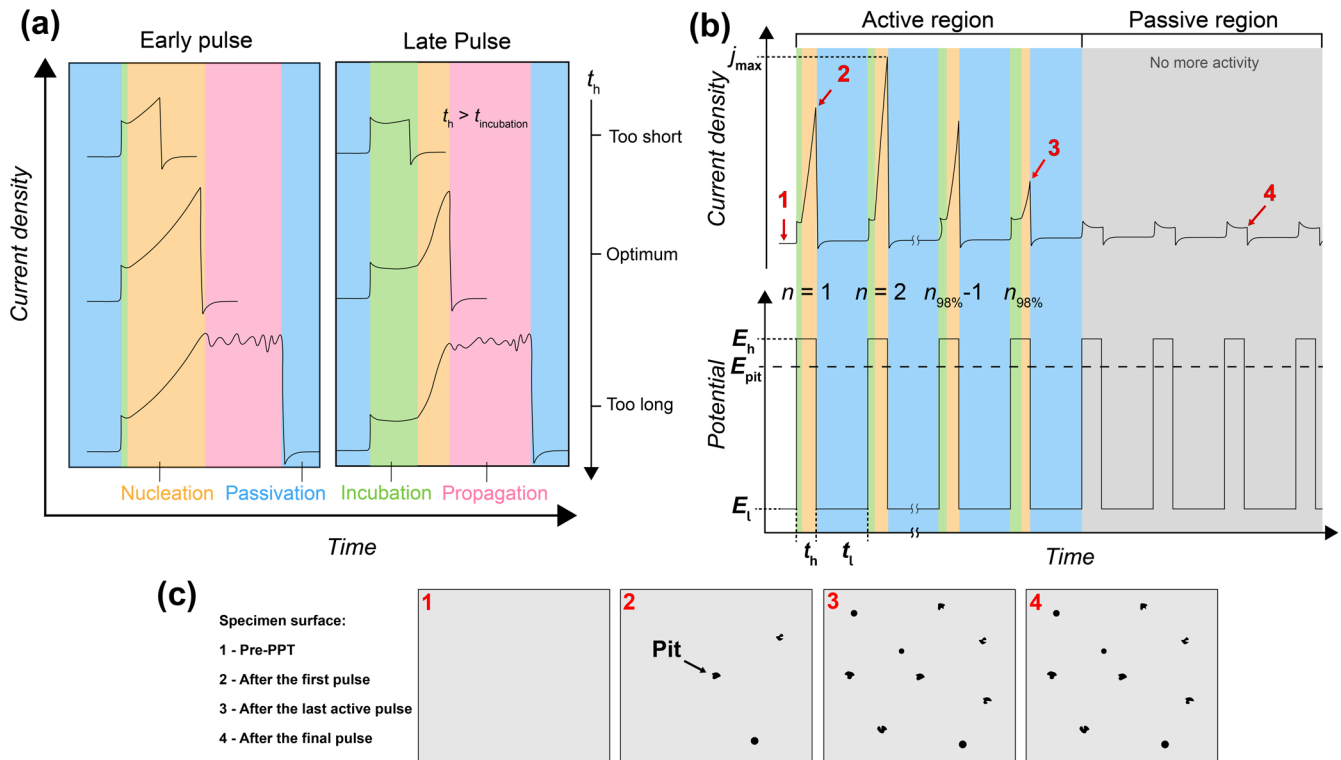 (a)
Early pulse
Late Pulse
t_h
t_h > t_incubation
Too short
Optimum
Too long
Current density
Nucleation
Passivation
Incubation
Propagation
Time
(b)
Active region
Passive region
j_max
No more activity
Current density
1
2
3
4
n = 1
n = 2
n_98%-1
n_98%
E_h
E_pit
Potential
E_l
t_h
t_l
Time
(c)
Specimen surface:
1 - Pre-PPT
2 - After the first pulse
3 - After the last active pulse
4 - After the final pulse
1
2
Pit
3
4